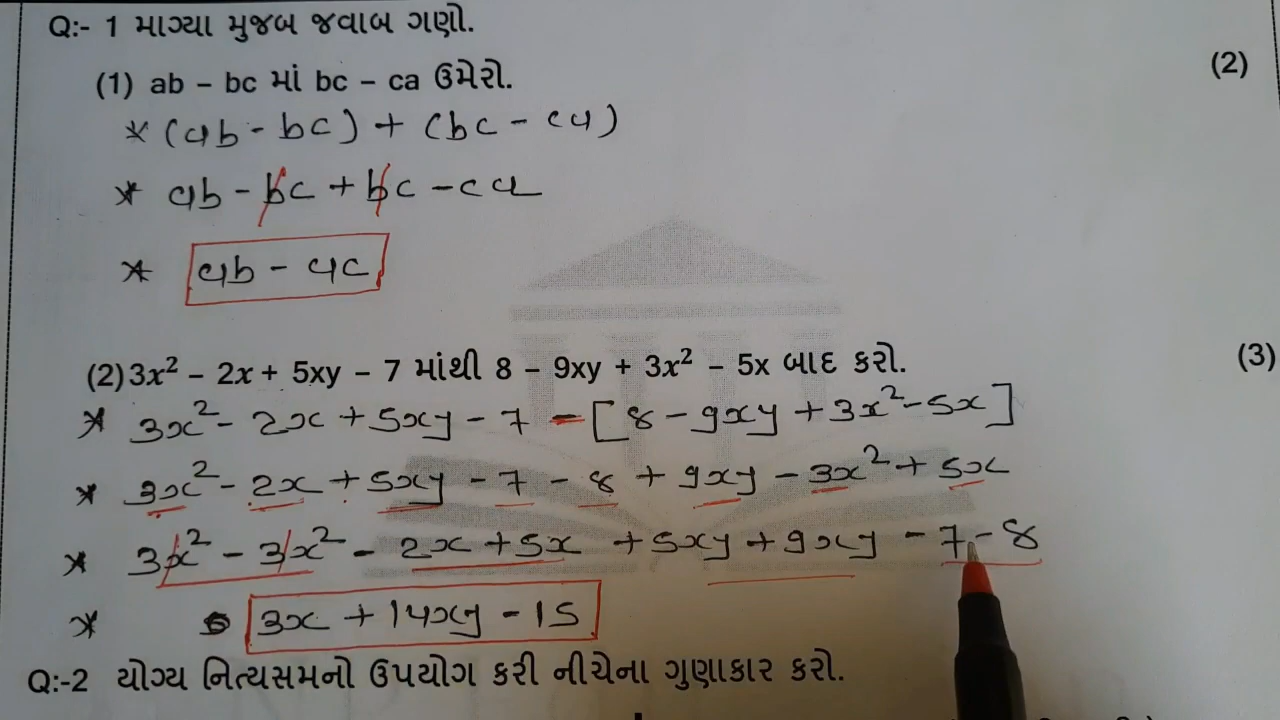 Q:- 1 માગ્યા મુજબ જવાબ ગણો.
(1) ab – bc માં bc – ca ઉમેરો. (2)
* (ab - bc) + (bc - ca)
* ab - bc + bc - ca
* ab - ac
(2) 3x² – 2x + 5xy – 7 માંથી 8 – 9xy + 3x² – 5x બાદ કરો. (3)
* 3x² - 2x + 5xy - 7 - [8 - 9xy + 3x² - 5x]
* 3x² - 2x + 5xy - 7 - 8 + 9xy - 3x² + 5x
* 3x² - 3x² - 2x + 5x + 5xy + 9xy - 7 - 8
* 3x + 14xy - 15
Q:-2 યોગ્ય નિત્યસમનો ઉપયોગ કરી નીચેના ગુણાકાર કરો.